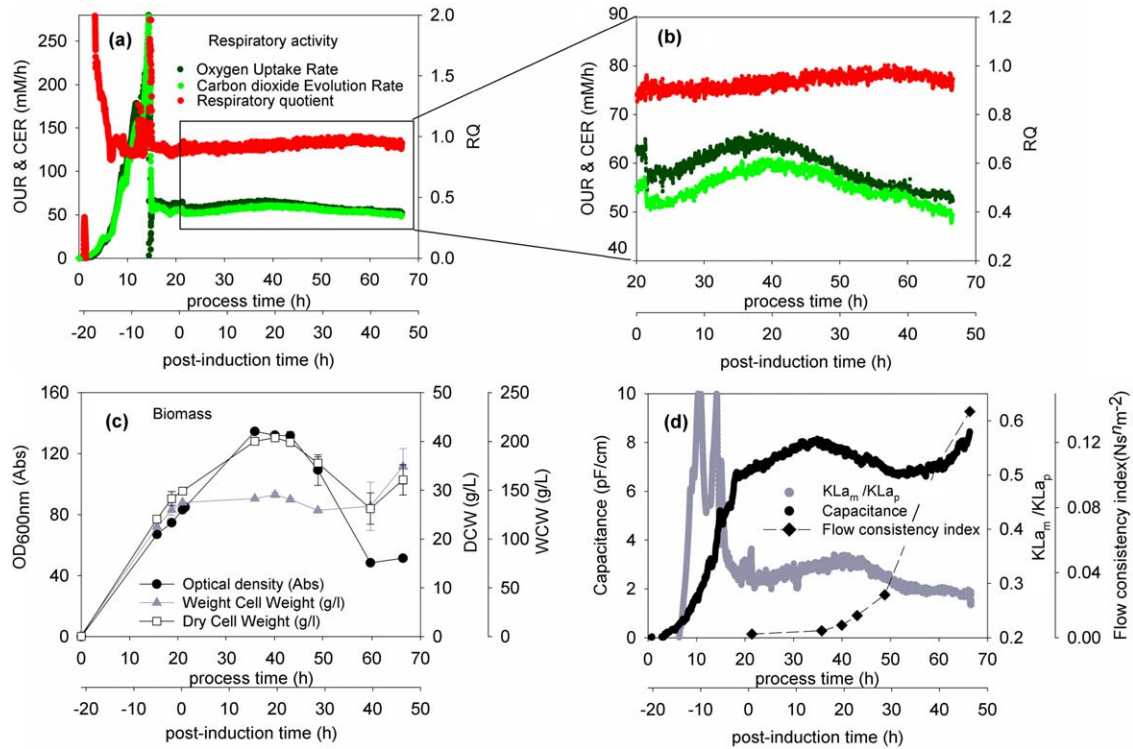 (a)
Respiratory activity
Oxygen Uptake Rate
Carbon dioxide Evolution Rate
Respiratory quotient
OUR & CER (mM/h)
0 50 100 150 200 250
RQ
0.0 0.5 1.0 1.5 2.0
0 10 20 30 40 50 60 70
process time (h)
-20 -10 0 10 20 30 40 50
post-induction time (h)
(b)
OUR & CER (mM/h)
40 50 60 70 80 90
RQ
0.2 0.4 0.6 0.8 1.0 1.2
20 30 40 50 60 70
process time (h)
0 10 20 30 40 50
post-induction time (h)
(c)
Biomass
OD600nm (Abs)
0 40 80 120 160
DCW (g/L)
0 10 20 30 40 50
WCW (g/L)
0 50 100 150 200 250
Optical density (Abs)
Weight Cell Weight (g/l)
Dry Cell Weight (g/l)
0 10 20 30 40 50 60 70
process time (h)
-20 -10 0 10 20 30 40 50
post-induction time (h)
(d)
Capacitance (pF/cm)
0 2 4 6 8 10
KLam /KLap
Capacitance
Flow consistency index
KLam /KLap
0.2 0.3 0.4 0.5 0.6
Flow consistency index(Nsⁿm⁻²)
0.00 0.04 0.08 0.12
0 10 20 30 40 50 60 70
process time (h)
-20 -10 0 10 20 30 40 50
post-induction time (h)